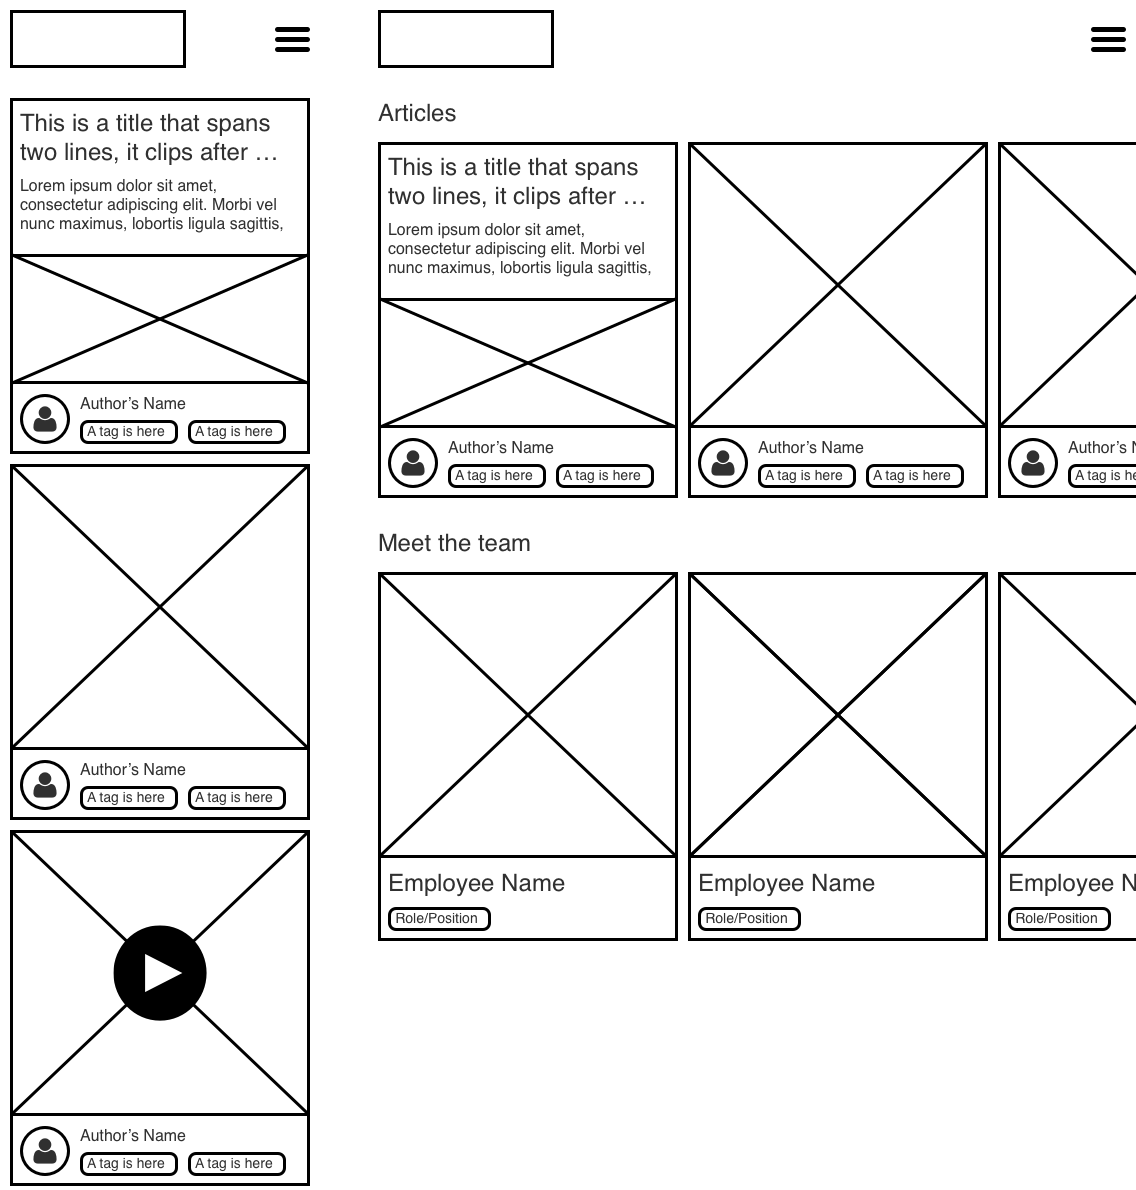 This is a title that spans
two lines, it clips after …
Lorem ipsum dolor sit amet,
consectetur adipiscing elit. Morbi vel
nunc maximus, lobortis ligula sagittis,
Author’s Name
A tag is here
A tag is here
Author’s Name
A tag is here
A tag is here
Author’s Name
A tag is here
A tag is here
Articles
This is a title that spans
two lines, it clips after …
Lorem ipsum dolor sit amet,
consectetur adipiscing elit. Morbi vel
nunc maximus, lobortis ligula sagittis,
Author’s Name
A tag is here
A tag is here
Author’s Name
A tag is here
A tag is here
Author’s N
A tag is he
Meet the team
Employee Name
Role/Position
Employee Name
Role/Position
Employee N
Role/Position